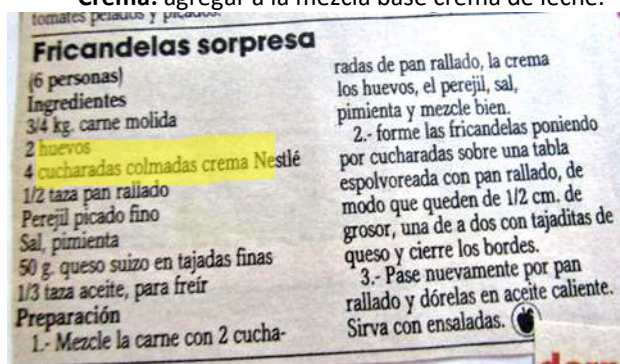 Crema: agregar a la mezcla base crema de leche.
tomates pelados y picados.
Fricandelas sorpresa
(6 personas)
Ingredientes
3/4 kg. carne molida
2 huevos
4 cucharadas colmadas crema Nestlé
1/2 taza pan rallado
Perejil picado fino
Sal, pimienta
50 g. queso suizo en tajadas finas
1/3 taza aceite, para freír
Preparación
1.- Mezcle la carne con 2 cucha-
radas de pan rallado, la crema
los huevos, el perejil, sal,
pimienta y mezcle bien.
2.- forme las fricandelas poniendo
por cucharadas sobre una tabla
espolvoreada con pan rallado, de
modo que queden de 1/2 cm. de
grosor, una de a dos con tajaditas de
queso y cierre los bordes.
3.- Pase nuevamente por pan
rallado y dórelas en aceite caliente.
Sirva con ensaladas.